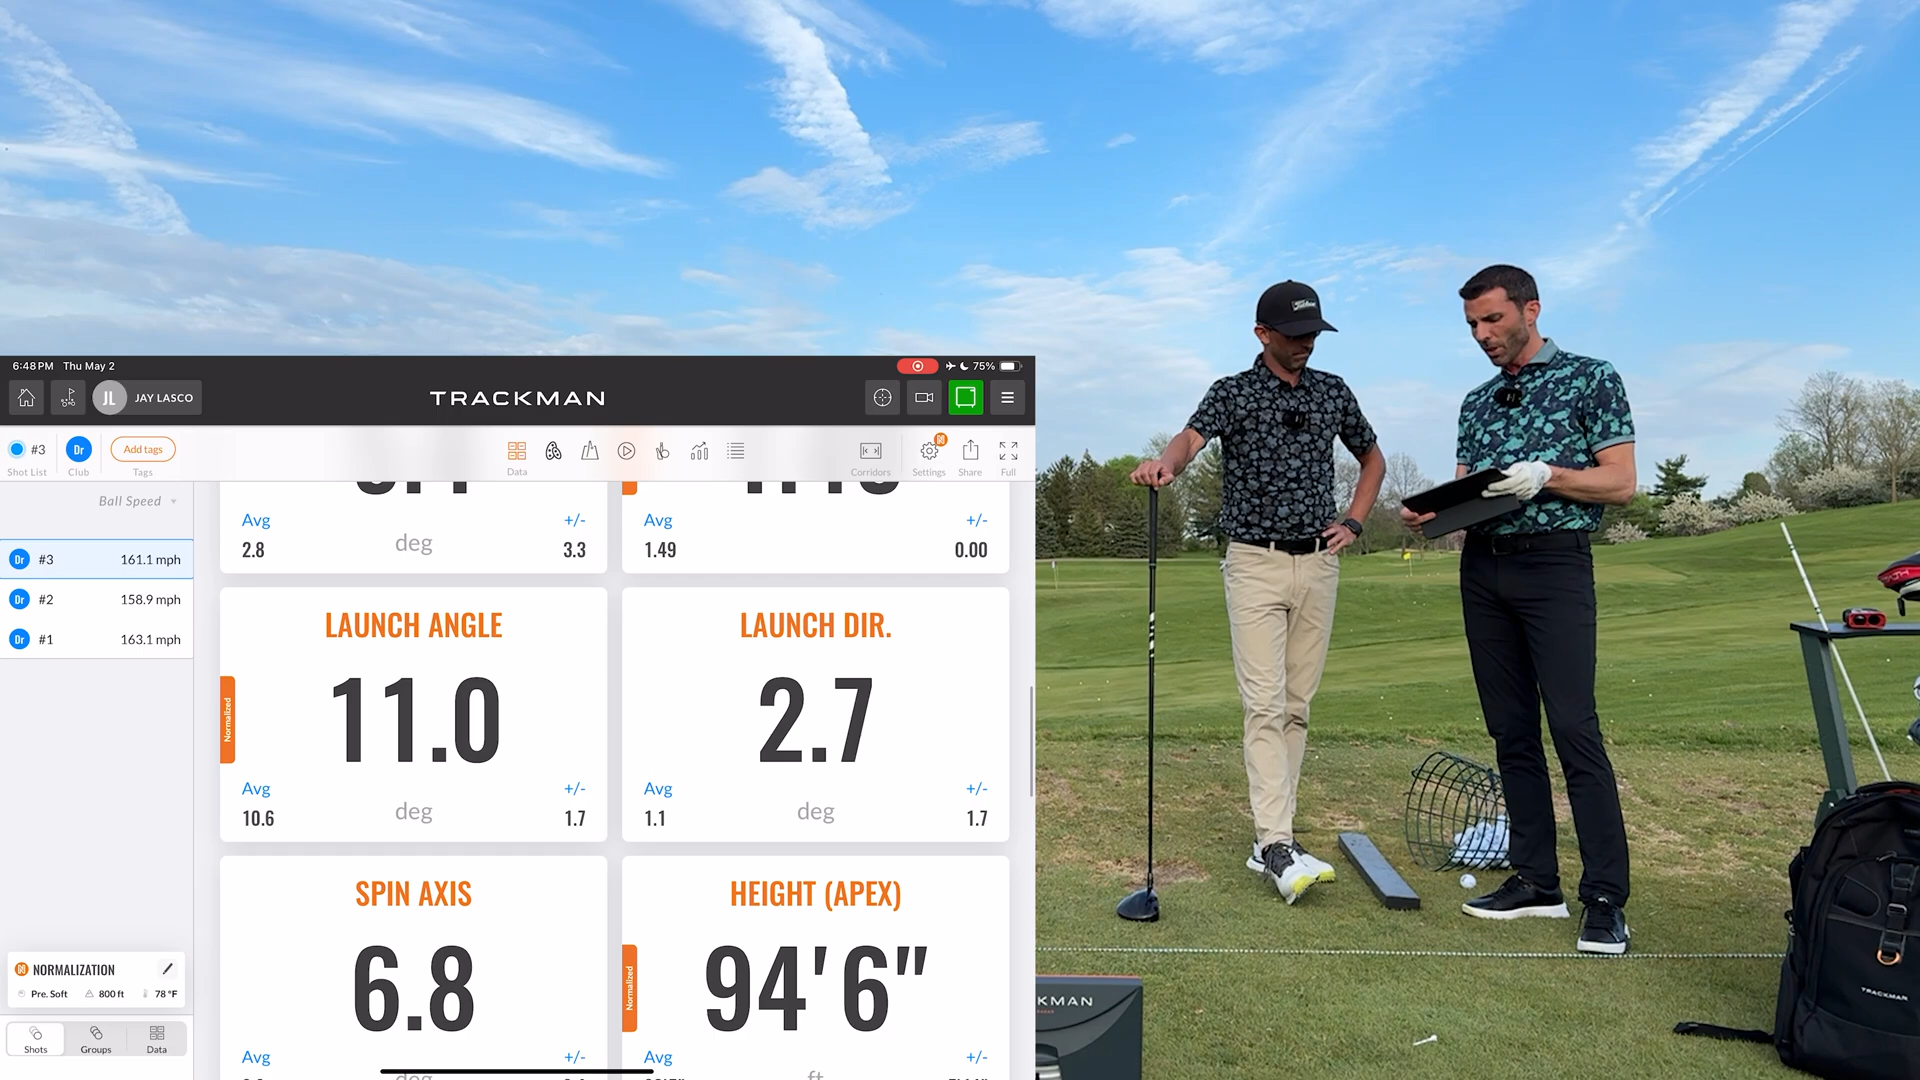 6:48 PM Thu May 2
75%
JL JAY LASCO
TRACKMAN
#3
Shot List
Dr
Club
Add tags
Tags
Data
Corridors
Settings
Share
Full
Ball Speed
Dr #3 161.1 mph
Dr #2 158.9 mph
Dr #1 163.1 mph
NORMALIZATION
Pre. Soft 800 ft 78 °F
Shots Groups Data
Avg +/-
2.8 deg 3.3
Avg +/-
1.49 0.00
LAUNCH ANGLE
Normalized
11.0
Avg +/-
10.6 deg 1.7
LAUNCH DIR.
2.7
Avg +/-
1.1 deg 1.7
SPIN AXIS
6.8
Avg +/-
deg
HEIGHT (APEX)
Normalized
94'6"
Avg +/-
ft
KMAN
TRACKMAN